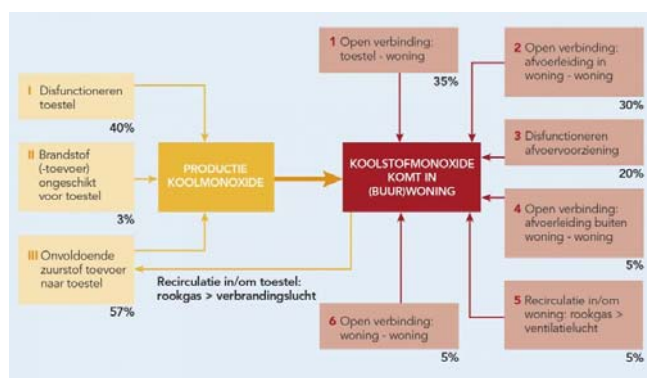 1 Open verbinding:
toestel - woning
35%
2 Open verbinding:
afvoerleiding in
woning - woning
30%
I Disfunctioneren
toestel
40%
II Brandstof
(-toevoer)
ongeschikt
voor toestel
3%
III Onvoldoende
zuurstof toevoer
naar toestel
57%
PRODUCTIE
KOOLMONOXIDE
KOOLSTOFMONOXIDE
KOMT IN
(BUUR)WONING
Recirculatie in/om toestel:
rookgas > verbrandingslucht
3 Disfunctioneren
afvoervoorziening
20%
4 Open verbinding:
afvoerleiding buiten
woning - woning
5%
5 Recirculatie in/om
woning: rookgas >
ventilatielucht
5%
6 Open verbinding:
woning - woning
5%